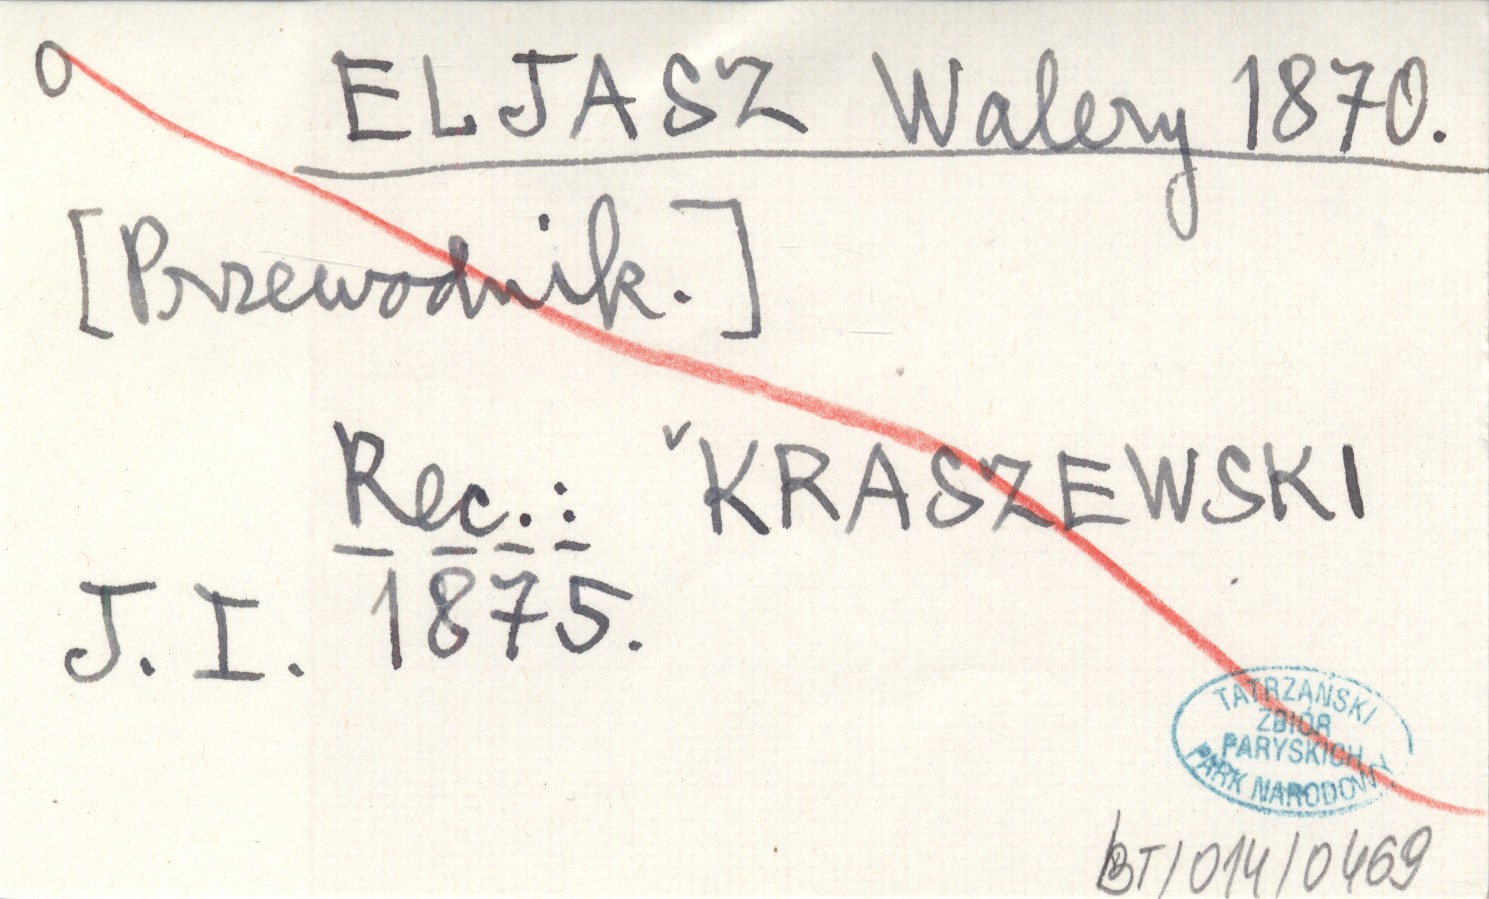 O ELJASZ Walery 1870.
[Przewodnik.]
Rec.: ˇKRASZEWSKI
J. I. 1875.
TATRZAŃSKI
ZBIÓR
PARYSKICH
PARK NARODOWY
BT/014/0469